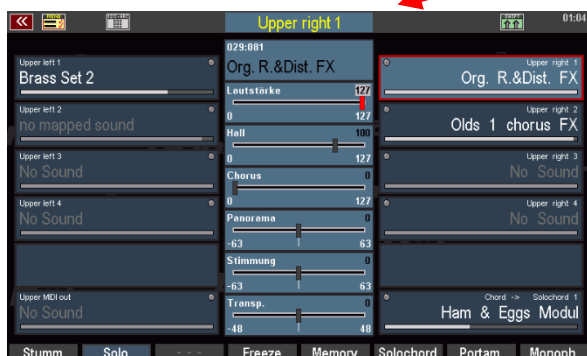 Upper right 1
01:04
029:081
Org. R.&Dist. FX
Upper left 1
Brass Set 2
Upper left 2
no mapped sound
Upper left 3
No Sound
Upper left 4
No Sound
Upper MIDI out
No Sound
Lautstärke 127
0 127
Hall 100
0 127
Chorus 0
0 127
Panorama 0
-63 63
Stimmung 0
-63 63
Transp. 0
-48 48
Upper right 1
Org. R.&Dist. FX
Upper right 2
Olds 1 chorus FX
Upper right 3
No Sound
Upper right 4
No Sound
Chord -> Solochord 1
Ham & Eggs Modul
Stumm Solo - - - Freeze Memory Solochord Portam. Monoph.